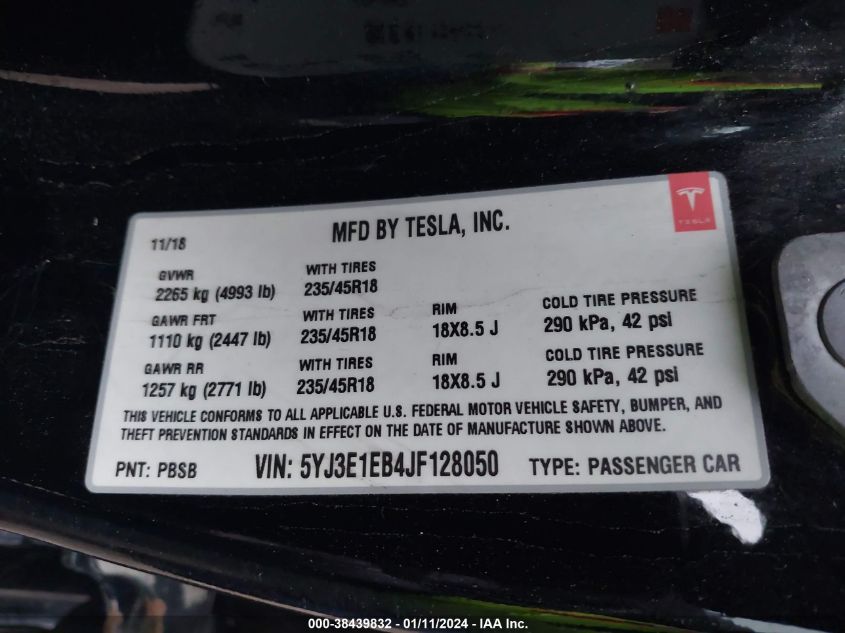 MFD BY TESLA, INC.
TESLA
11/18
GVWR
2265 kg (4993 lb)
WITH TIRES
235/45R18
GAWR FRT
1110 kg (2447 lb)
WITH TIRES
235/45R18
RIM
18X8.5 J
COLD TIRE PRESSURE
290 kPa, 42 psi
GAWR RR
1257 kg (2771 lb)
WITH TIRES
235/45R18
RIM
18X8.5 J
COLD TIRE PRESSURE
290 kPa, 42 psi
THIS VEHICLE CONFORMS TO ALL APPLICABLE U.S. FEDERAL MOTOR VEHICLE SAFETY, BUMPER, AND
THEFT PREVENTION STANDARDS IN EFFECT ON THE DATE OF MANUFACTURE SHOWN ABOVE.
PNT: PBSB VIN: 5YJ3E1EB4JF128050 TYPE: PASSENGER CAR
000-38439832 - 01/11/2024 - IAA Inc.